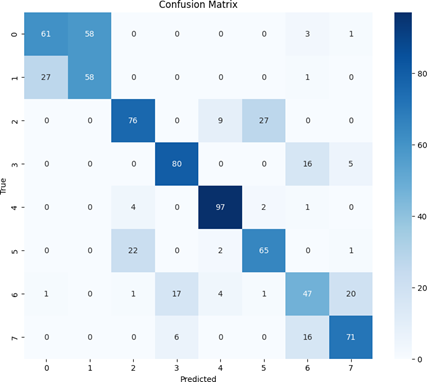 Confusion Matrix
0 61 58 0 0 0 0 3 1
1 27 58 0 0 0 0 1 0
2 0 0 76 0 9 27 0 0
3 0 0 0 80 0 0 16 5
4 0 0 4 0 97 2 1 0
5 0 0 22 0 2 65 0 1
6 1 0 1 17 4 1 47 20
7 0 0 0 6 0 0 16 71
0 1 2 3 4 5 6 7
Predicted
True
80
60
40
20
0